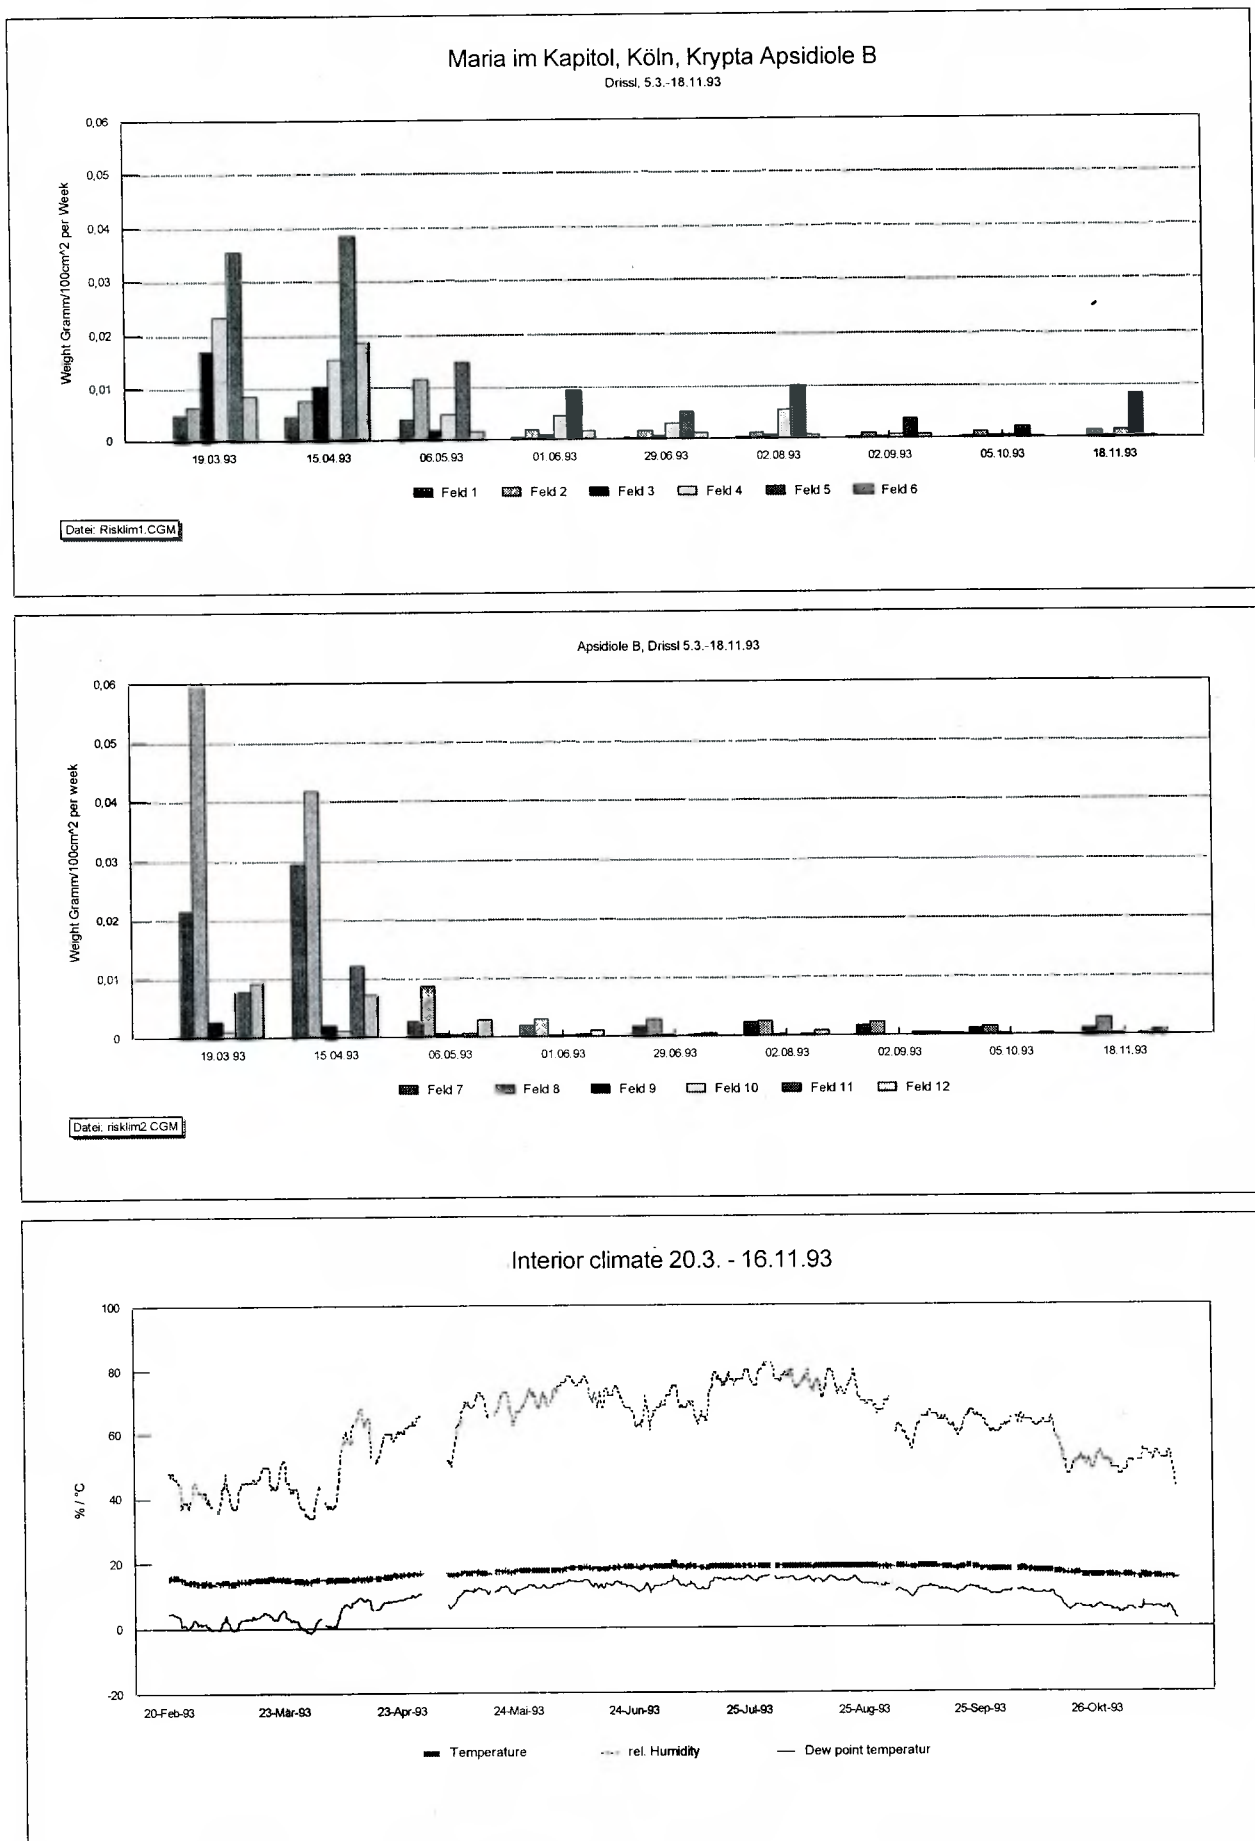 Maria im Kapitol, Köln, Krypta Apsidiole B
Drissl, 5.3.-18.11.93
Weight Gramm/100cm^2 per Week
0,06
0,05
0,04
0,03
0,02
0,01
0
19.03.93 15.04.93 06.05.93 01.06.93 29.06.93 02.08.93 02.09.93 05.10.93 18.11.93
Feld 1 Feld 2 Feld 3 Feld 4 Feld 5 Feld 6
Datei: Risklim1.CGM
Apsidiole B, Drissl 5.3.-18.11.93
Weight Gramm/100cm^2 per week
0,06
0,05
0,04
0,03
0,02
0,01
0
19.03.93 15.04.93 06.05.93 01.06.93 29.06.93 02.08.93 02.09.93 05.10.93 18.11.93
Feld 7 Feld 8 Feld 9 Feld 10 Feld 11 Feld 12
Datei: risklim2.CGM
Interior climate 20.3. - 16.11.93
% / °C
100
80
60
40
20
0
-20
20-Feb-93 23-Mär-93 23-Apr-93 24-Mai-93 24-Jun-93 25-Jul-93 25-Aug-93 25-Sep-93 26-Okt-93
Temperature rel. Humidity Dew point temperatur